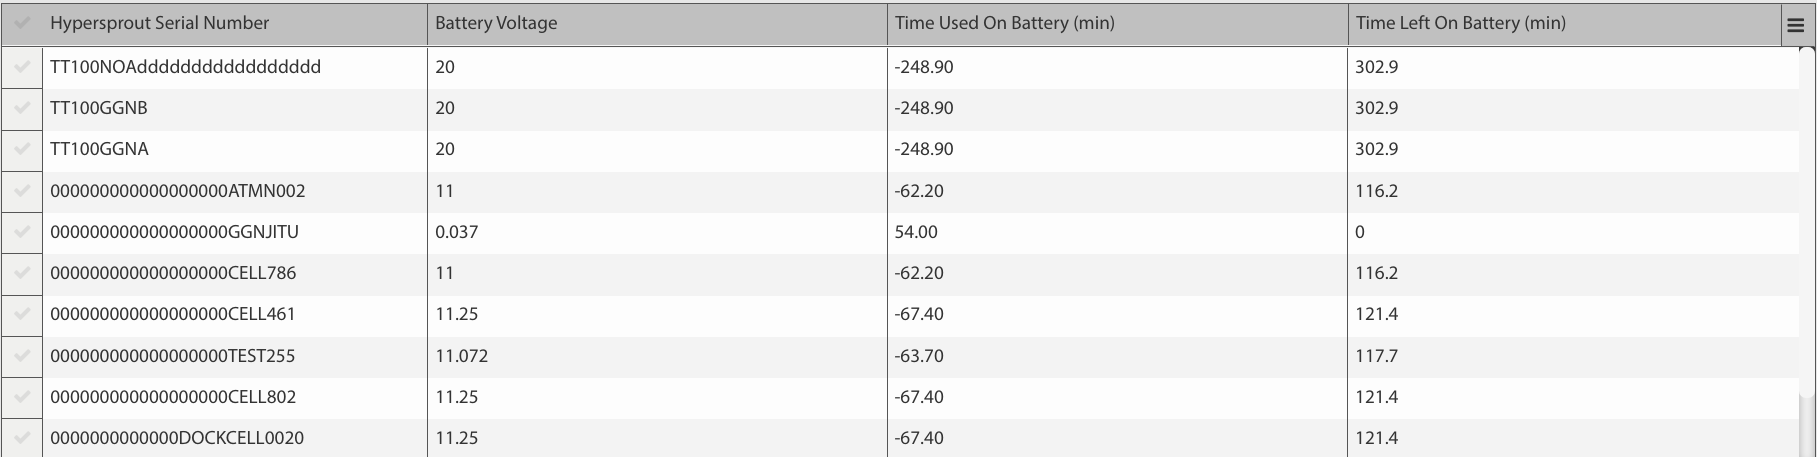 Hypersprout Serial Number Battery Voltage Time Used On Battery (min) Time Left On Battery (min)
TT100NOAdddddddddddddddddd 20 -248.90 302.9
TT100GGNB 20 -248.90 302.9
TT100GGNA 20 -248.90 302.9
000000000000000000ATMN002 11 -62.20 116.2
000000000000000000GGNJITU 0.037 54.00 0
000000000000000000CELL786 11 -62.20 116.2
000000000000000000CELL461 11.25 -67.40 121.4
000000000000000000TEST255 11.072 -63.70 117.7
000000000000000000CELL802 11.25 -67.40 121.4
0000000000000DOCKCELL0020 11.25 -67.40 121.4